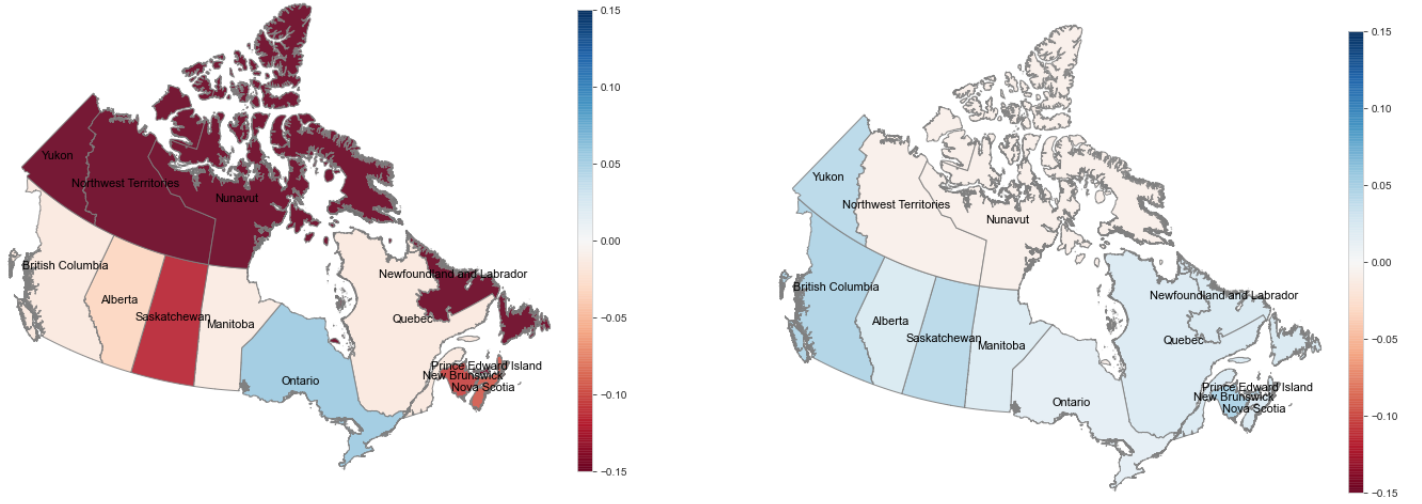 0.15
0.10
0.05
0.00
−0.05
−0.10
−0.15
Yukon
Northwest Territories
Nunavut
British Columbia
Alberta
Saskatchewan
Manitoba
Ontario
Quebec
Newfoundland and Labrador
Prince Edward Island
New Brunswick
Nova Scotia
0.15
0.10
0.05
0.00
−0.05
−0.10
−0.15
Yukon
Northwest Territories
Nunavut
British Columbia
Alberta
Saskatchewan
Manitoba
Ontario
Quebec
Newfoundland and Labrador
Prince Edward Island
New Brunswick
Nova Scotia